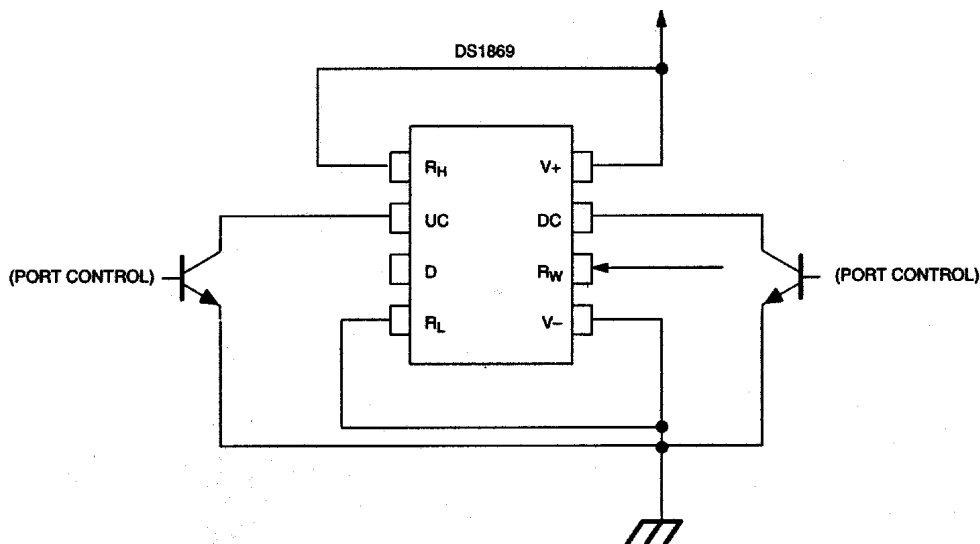 DS1869
RH V+
UC DC
(PORT CONTROL) D RW (PORT CONTROL)
RL V–